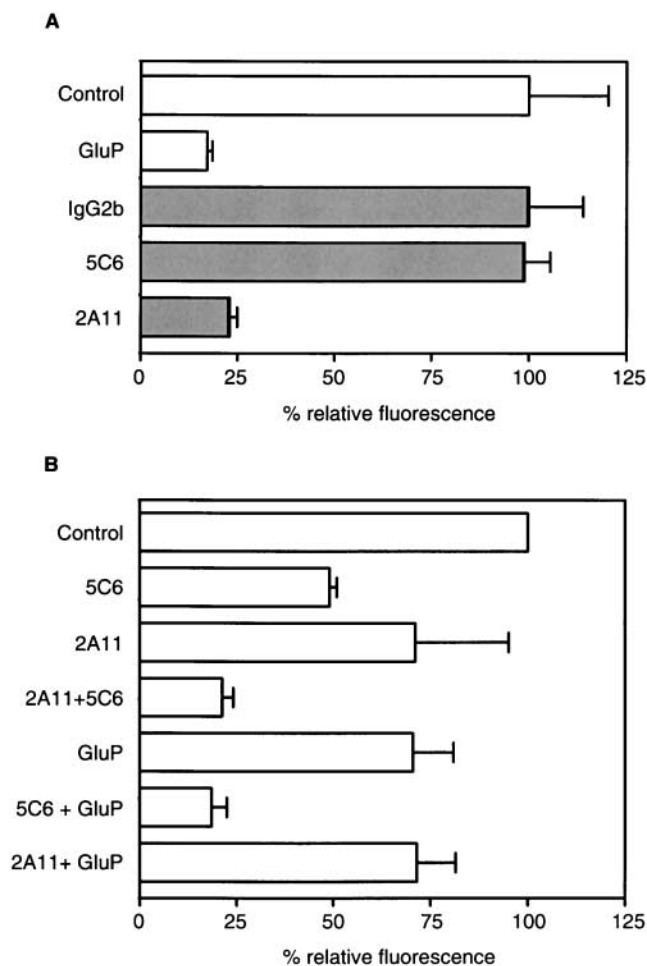 A
Control
GluP
IgG2b
5C6
2A11
0 25 50 75 100 125
% relative fluorescence
B
Control
5C6
2A11
2A11+5C6
GluP
5C6 + GluP
2A11+ GluP
0 25 50 75 100 125
% relative fluorescence